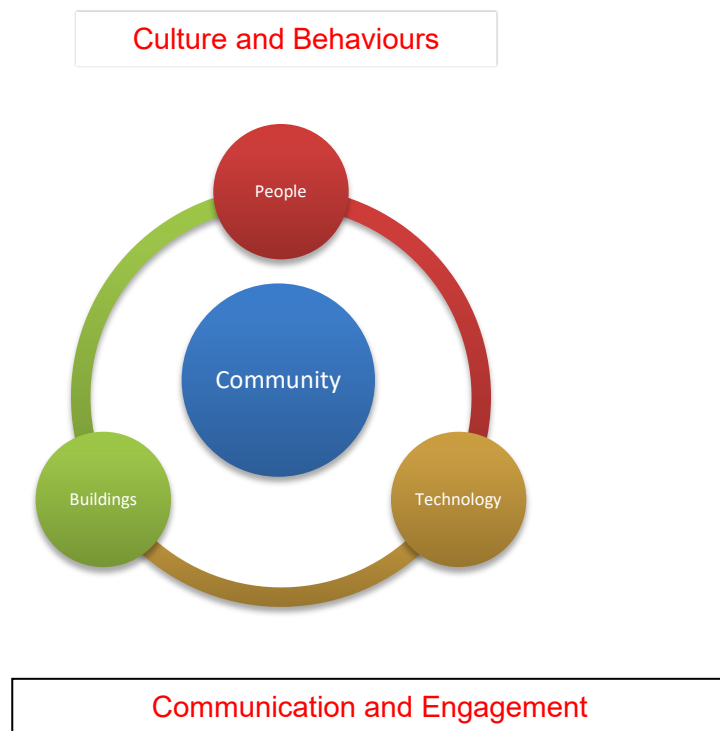 Culture and Behaviours
People
Community
Buildings
Technology
Communication and Engagement